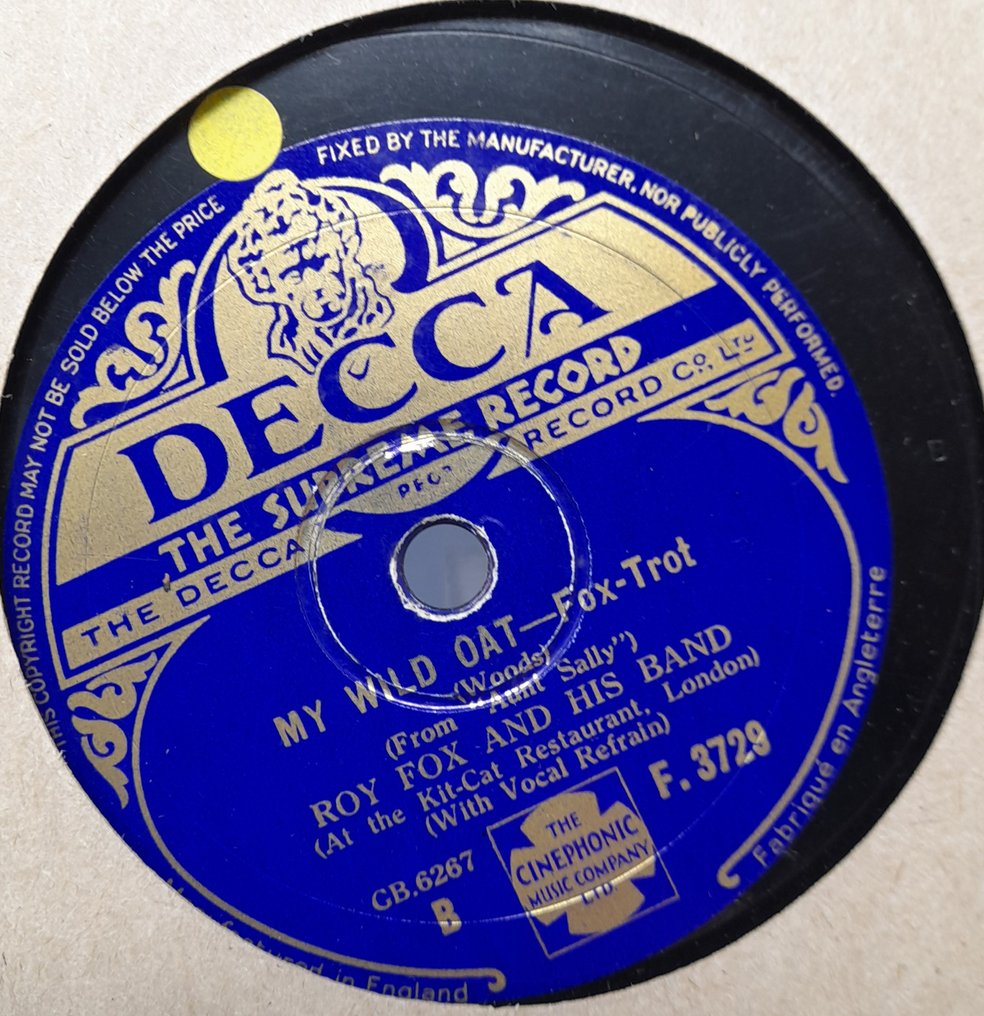 THIS COPYRIGHT RECORD MAY NOT BE SOLD BELOW THE PRICE FIXED BY THE MANUFACTURER, NOR PUBLICLY PERFORMED.
DECCA
THE SUPREME RECORD
THE DECCA RECORD CO. LTD
MY WILD OAT—Fox-Trot
(Woods)
(From "Aunt Sally")
ROY FOX AND HIS BAND
(At the Kit-Cat Restaurant, London)
(With Vocal Refrain)
GB.6267
B
F. 3729
THE
CINEPHONIC
MUSIC COMPANY
LTD
Manufactured in England
Fabriqué en Angleterre